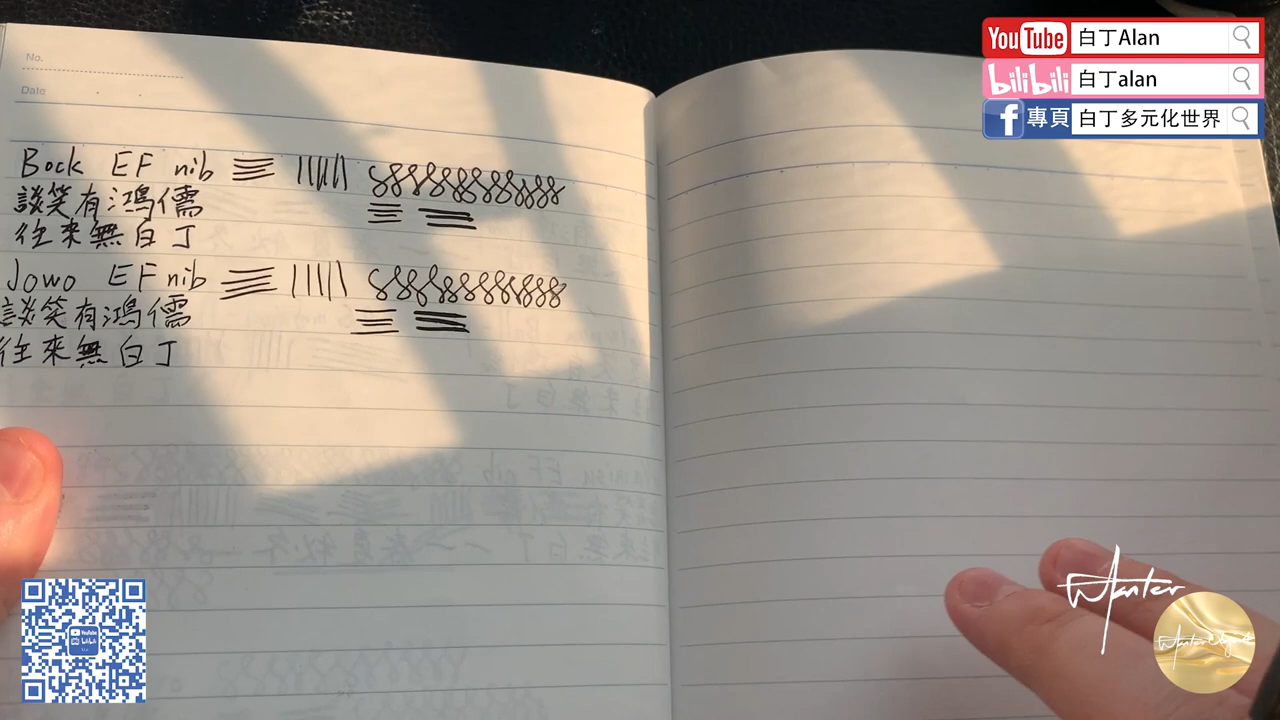 No.
Date
Bock EF nib
談笑有鴻儒
往來無白丁
Jowo EF nib
談笑有鴻儒
往來無白丁
YouTube 白丁Alan
bilibili 白丁alan
f 專頁 白丁多元化世界